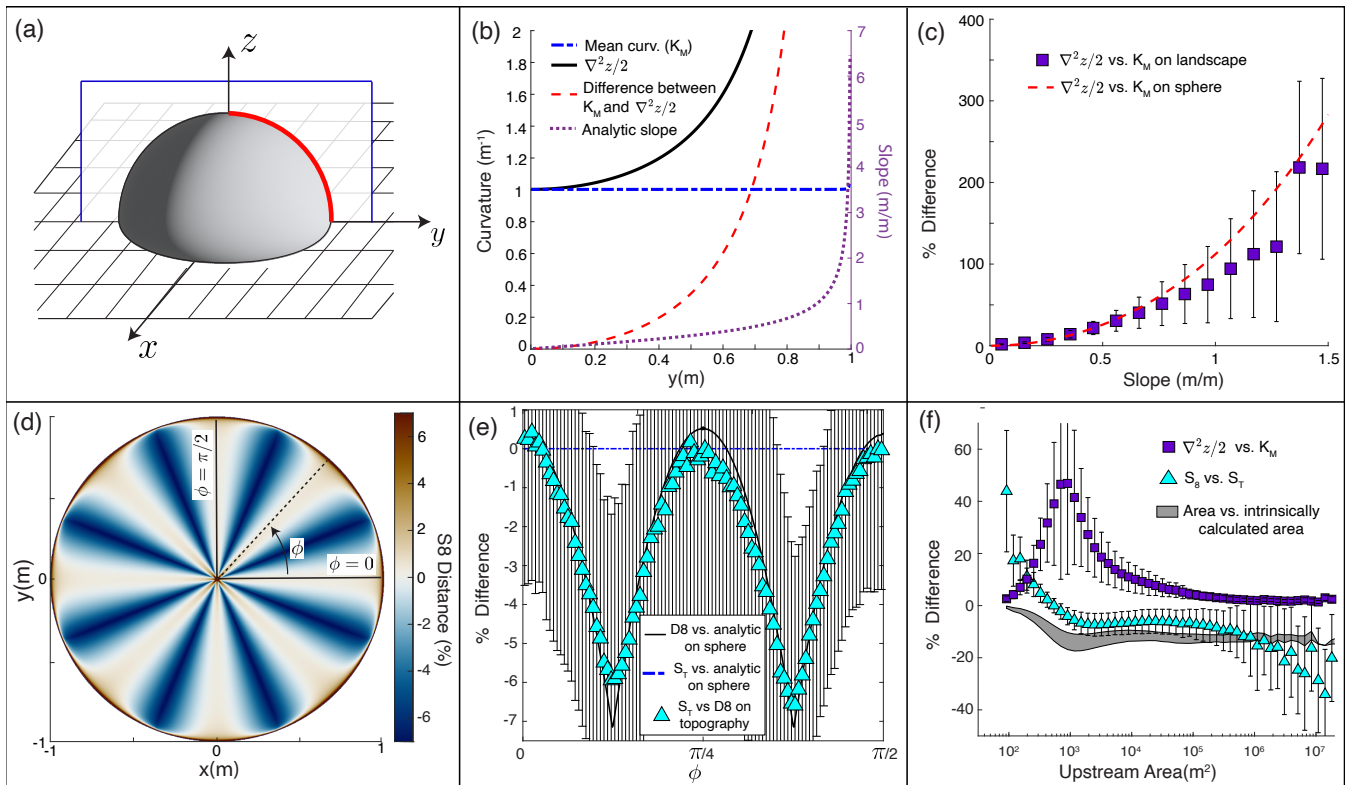 (a)
z
y
x
(b)
Mean curv. (K_M)
∇²z/2
Difference between
K_M and ∇²z/2
Analytic slope
Curvature (m⁻¹)
2
1.8
1.6
1.4
1.2
1
0.8
0.6
0.4
0.2
0
0 0.2 0.4 0.6 0.8 1
y(m)
7
6
5
4
3
2
1
0
Slope (m/m)
(c)
∇²z/2 vs. K_M on landscape
∇²z/2 vs. K_M on sphere
% Difference
400
300
200
100
0
0 0.5 1 1.5
Slope (m/m)
(d)
ϕ = π/2
ϕ
ϕ = 0
y(m)
1
0
-1
-1 0 1
x(m)
6
4
2
0
-2
-4
-6
S8 Distance (%)
(e)
% Difference
1
0
-1
-2
-3
-4
-5
-6
-7
D8 vs. analytic
on sphere
S_T vs. analytic
on sphere
S_T vs D8 on
topography
0 π/4 π/2
ϕ
(f)
∇²z/2 vs. K_M
S₈ vs. S_T
Area vs. intrinsically
calculated area
% Difference
60
40
20
0
-20
-40
10² 10³ 10⁴ 10⁵ 10⁶ 10⁷
Upstream Area(m²)